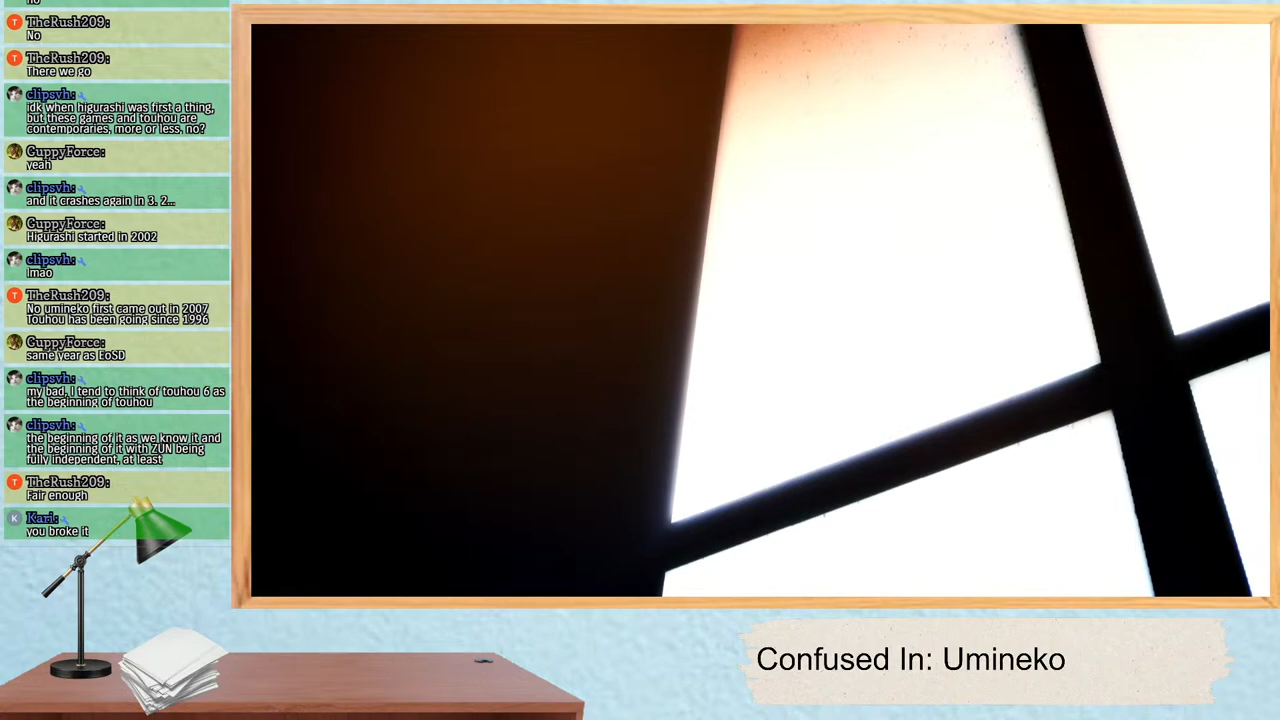 no
TheRush209:
No
TheRush209:
There we go
clipsvh:
idk when higurashi was first a thing,
but these games and touhou are
contemporaries, more or less, no?
GuppyForce:
yeah
clipsvh:
and it crashes again in 3, 2...
GuppyForce:
Higurashi started in 2002
clipsvh:
lmao
TheRush209:
No umineko first came out in 2007
Touhou has been going since 1996
GuppyForce:
same year as EoSD
clipsvh:
my bad, I tend to think of touhou 6 as
the beginning of touhou
clipsvh:
the beginning of it as we know it and
the beginning of it with ZUN being
fully independent, at least
TheRush209:
Fair enough
K
Kari:
you broke it
Confused In: Umineko